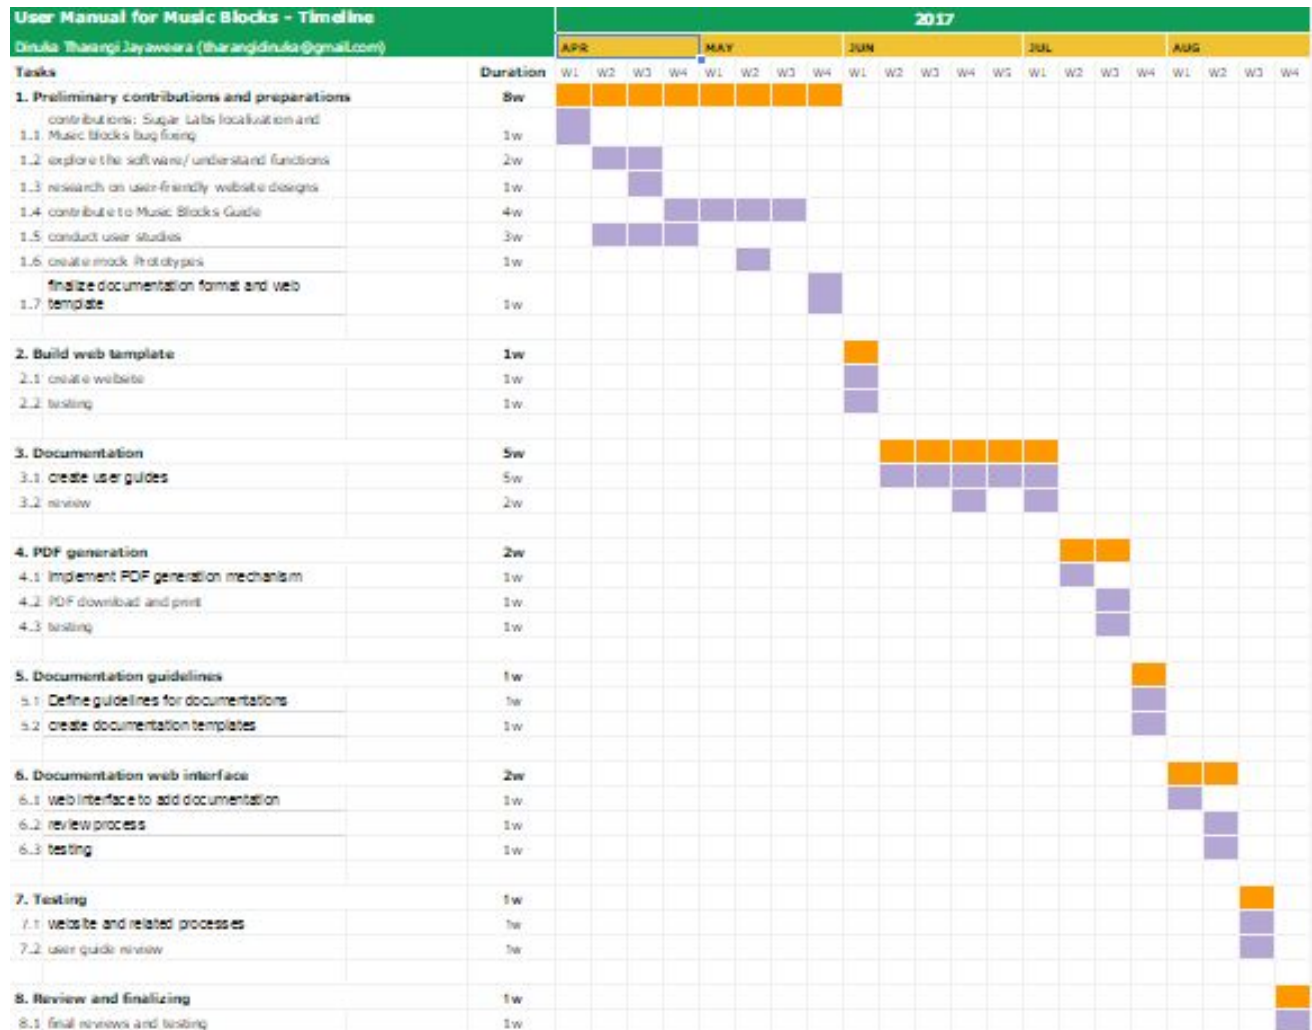 User Manual for Music Blocks - Timeline 2017
Dinuka Tharangi Jayaweera (tharangidinuka@gmail.com) APR MAY JUN JUL AUG
Tasks Duration W1 W2 W3 W4 W1 W2 W3 W4 W1 W2 W3 W4 W5 W1 W2 W3 W4 W1 W2 W3 W4
1. Preliminary contributions and preparations 8w
contributions: Sugar Labs localization and
1.1 Music blocks bug fixing 1w
1.2 explore the software/ understand functions 2w
1.3 research on user-friendly website designs 1w
1.4 contribute to Music Blocks Guide 4w
1.5 conduct user studies 3w
1.6 create mock Prototypes 1w
finalize documentation format and web
1.7 template 1w
2. Build web template 1w
2.1 create website 1w
2.2 testing 1w
3. Documentation 5w
3.1 create user guides 5w
3.2 review 2w
4. PDF generation 2w
4.1 Implement PDF generation mechanism 1w
4.2 PDF download and print 1w
4.3 testing 1w
5. Documentation guidelines 1w
5.1 Define guidelines for documentations 1w
5.2 create documentation templates 1w
6. Documentation web interface 2w
6.1 web interface to add documentation 1w
6.2 review process 1w
6.3 testing 1w
7. Testing 1w
7.1 website and related processes 1w
7.2 user guide review 1w
8. Review and finalizing 1w
8.1 final reviews and testing 1w